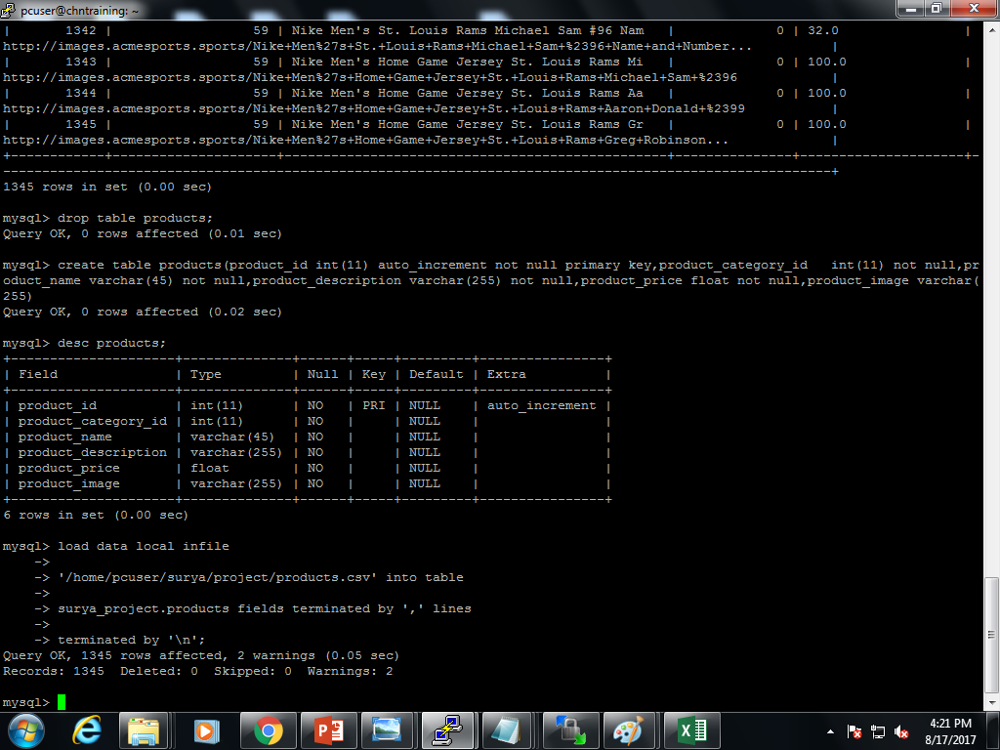 pcuser@chntraining: ~
| 1342 | 59 | Nike Men's St. Louis Rams Michael Sam #96 Nam | 0 | 32.0 |
http://images.acmesports.sports/Nike+Men%27s+St.+Louis+Rams+Michael+Sam+%2396+Name+and+Number... |
| 1343 | 59 | Nike Men's Home Game Jersey St. Louis Rams Mi | 0 | 100.0 |
http://images.acmesports.sports/Nike+Men%27s+Home+Game+Jersey+St.+Louis+Rams+Michael+Sam+%2396 |
| 1344 | 59 | Nike Men's Home Game Jersey St. Louis Rams Aa | 0 | 100.0 |
http://images.acmesports.sports/Nike+Men%27s+Home+Game+Jersey+St.+Louis+Rams+Aaron+Donald+%2399 |
| 1345 | 59 | Nike Men's Home Game Jersey St. Louis Rams Gr | 0 | 100.0 |
http://images.acmesports.sports/Nike+Men%27s+Home+Game+Jersey+St.+Louis+Rams+Greg+Robinson... |
1345 rows in set (0.00 sec)
mysql> drop table products;
Query OK, 0 rows affected (0.01 sec)
mysql> create table products(product_id int(11) auto_increment not null primary key,product_category_id   int(11) not null,pr
oduct_name varchar(45) not null,product_description varchar(255) not null,product_price float not null,product_image varchar(
255)
Query OK, 0 rows affected (0.02 sec)
mysql> desc products;
| Field | Type | Null | Key | Default | Extra |
| product_id | int(11) | NO | PRI | NULL | auto_increment |
| product_category_id | int(11) | NO | | NULL | |
| product_name | varchar(45) | NO | | NULL | |
| product_description | varchar(255) | NO | | NULL | |
| product_price | float | NO | | NULL | |
| product_image | varchar(255) | NO | | NULL | |
6 rows in set (0.00 sec)
mysql> load data local infile
->
-> '/home/pcuser/surya/project/products.csv' into table
->
-> surya_project.products fields terminated by ',' lines
->
-> terminated by '\n';
Query OK, 1345 rows affected, 2 warnings (0.05 sec)
Records: 1345  Deleted: 0  Skipped: 0  Warnings: 2
mysql>
4:21 PM
8/17/2017